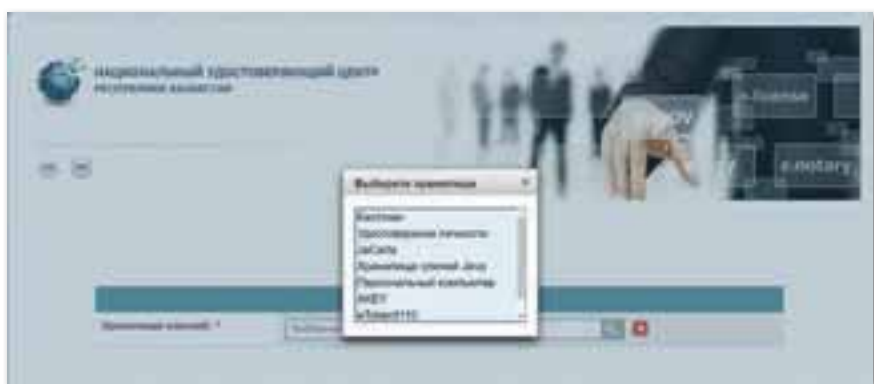 НАЦИОНАЛЬНЫЙ УДОСТОВЕРЯЮЩИЙ ЦЕНТР
РЕСПУБЛИКИ КАЗАХСТАН
e-license
OV
e-notary
Выберите хранилище
Казтокен
Удостоверение личности
JaCarta
Хранилище ключей Java
Персональный компьютер
AKEY
Хранилище ключей: *